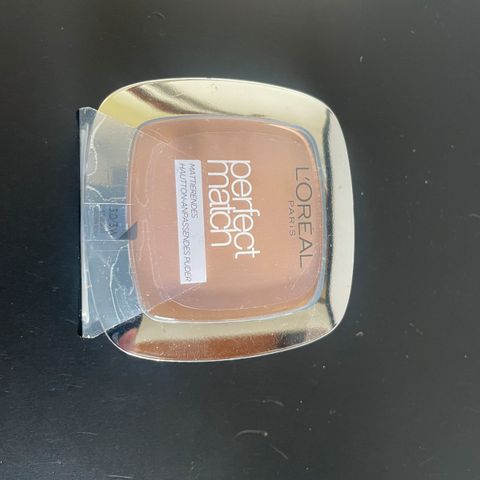 L'ORÉAL
PARIS
perfect
match
MATTIERENDES
HAUTTON-ANPASSENDES PUDER